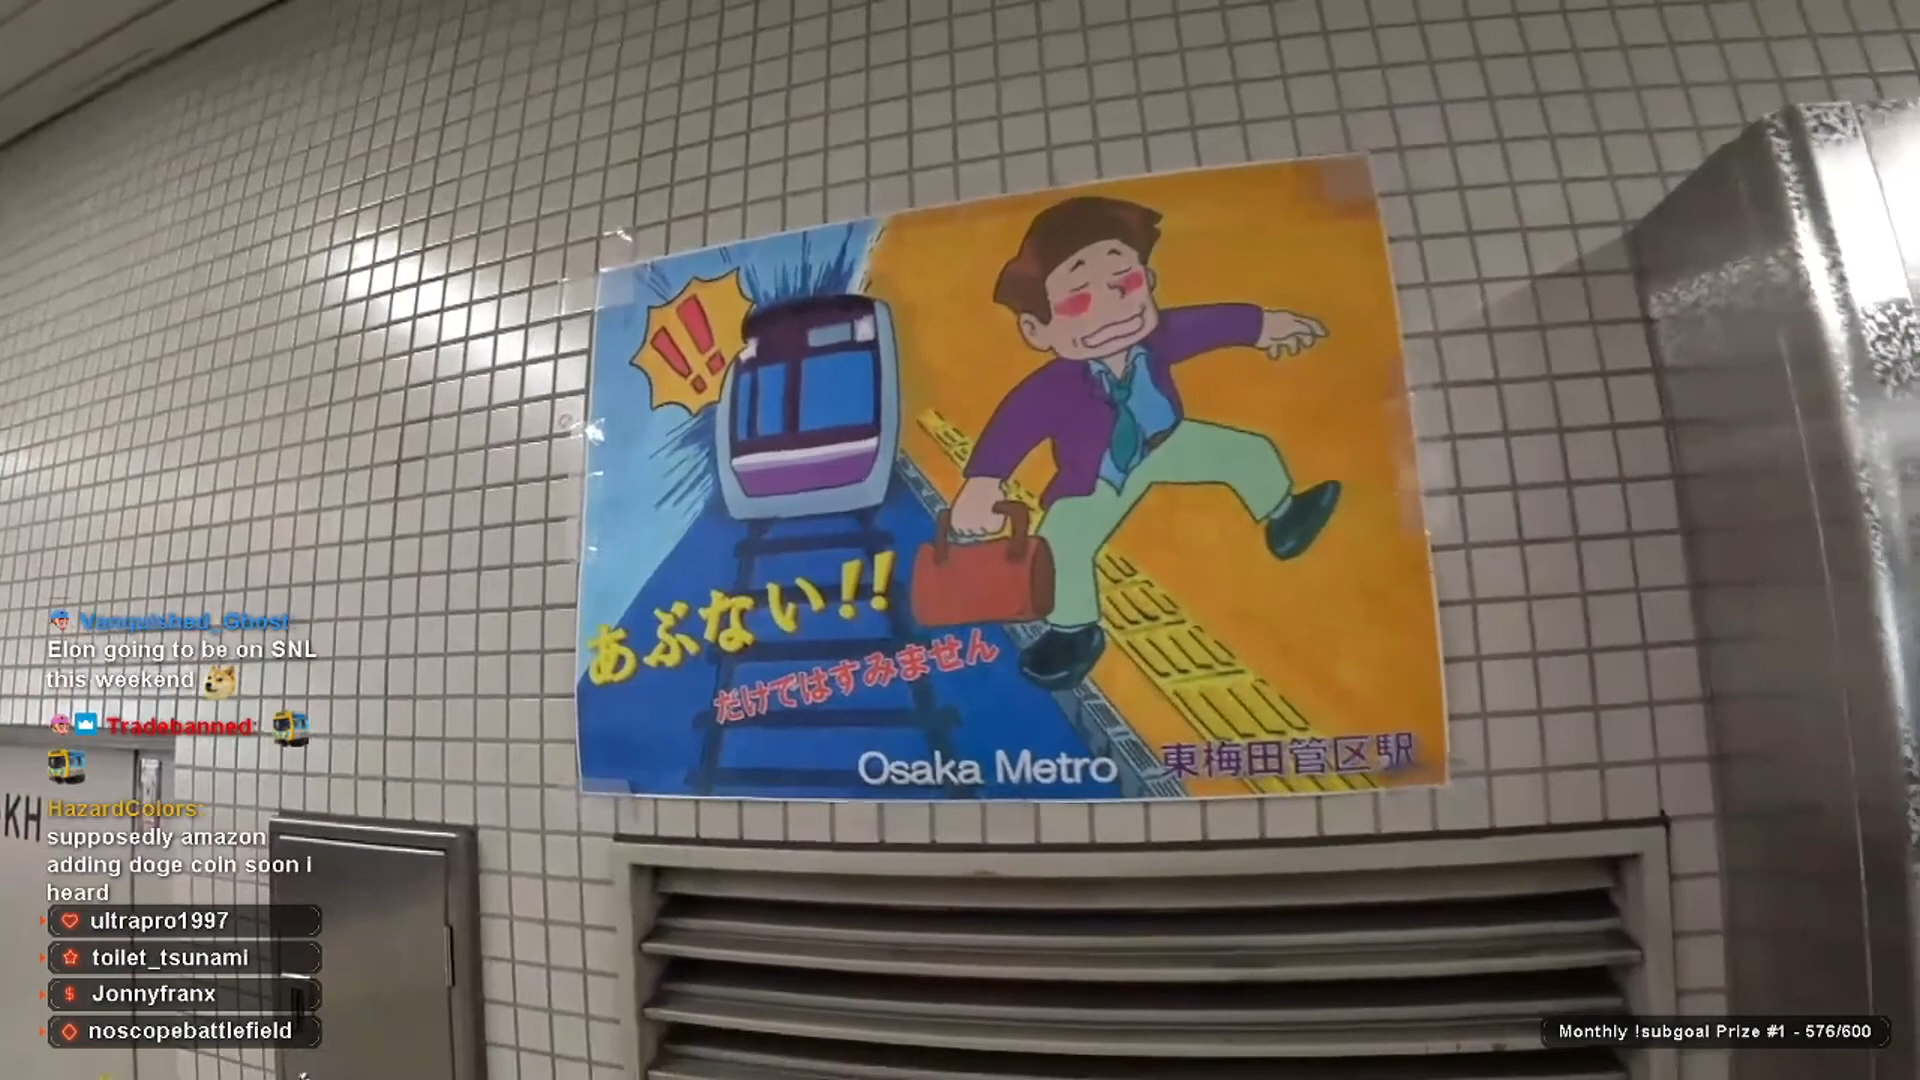 !!
あぶない!!
だけではすみません
Osaka Metro
東梅田管区駅
KH
Vanquished_Ghost
Elon going to be on SNL
this weekend
Tradebanned:
HazardColors:
supposedly amazon
adding doge coin soon i
heard
ultrapro1997
toilet_tsunami
Jonnyfranx
noscopebattlefield
Monthly !subgoal Prize #1 - 576/600